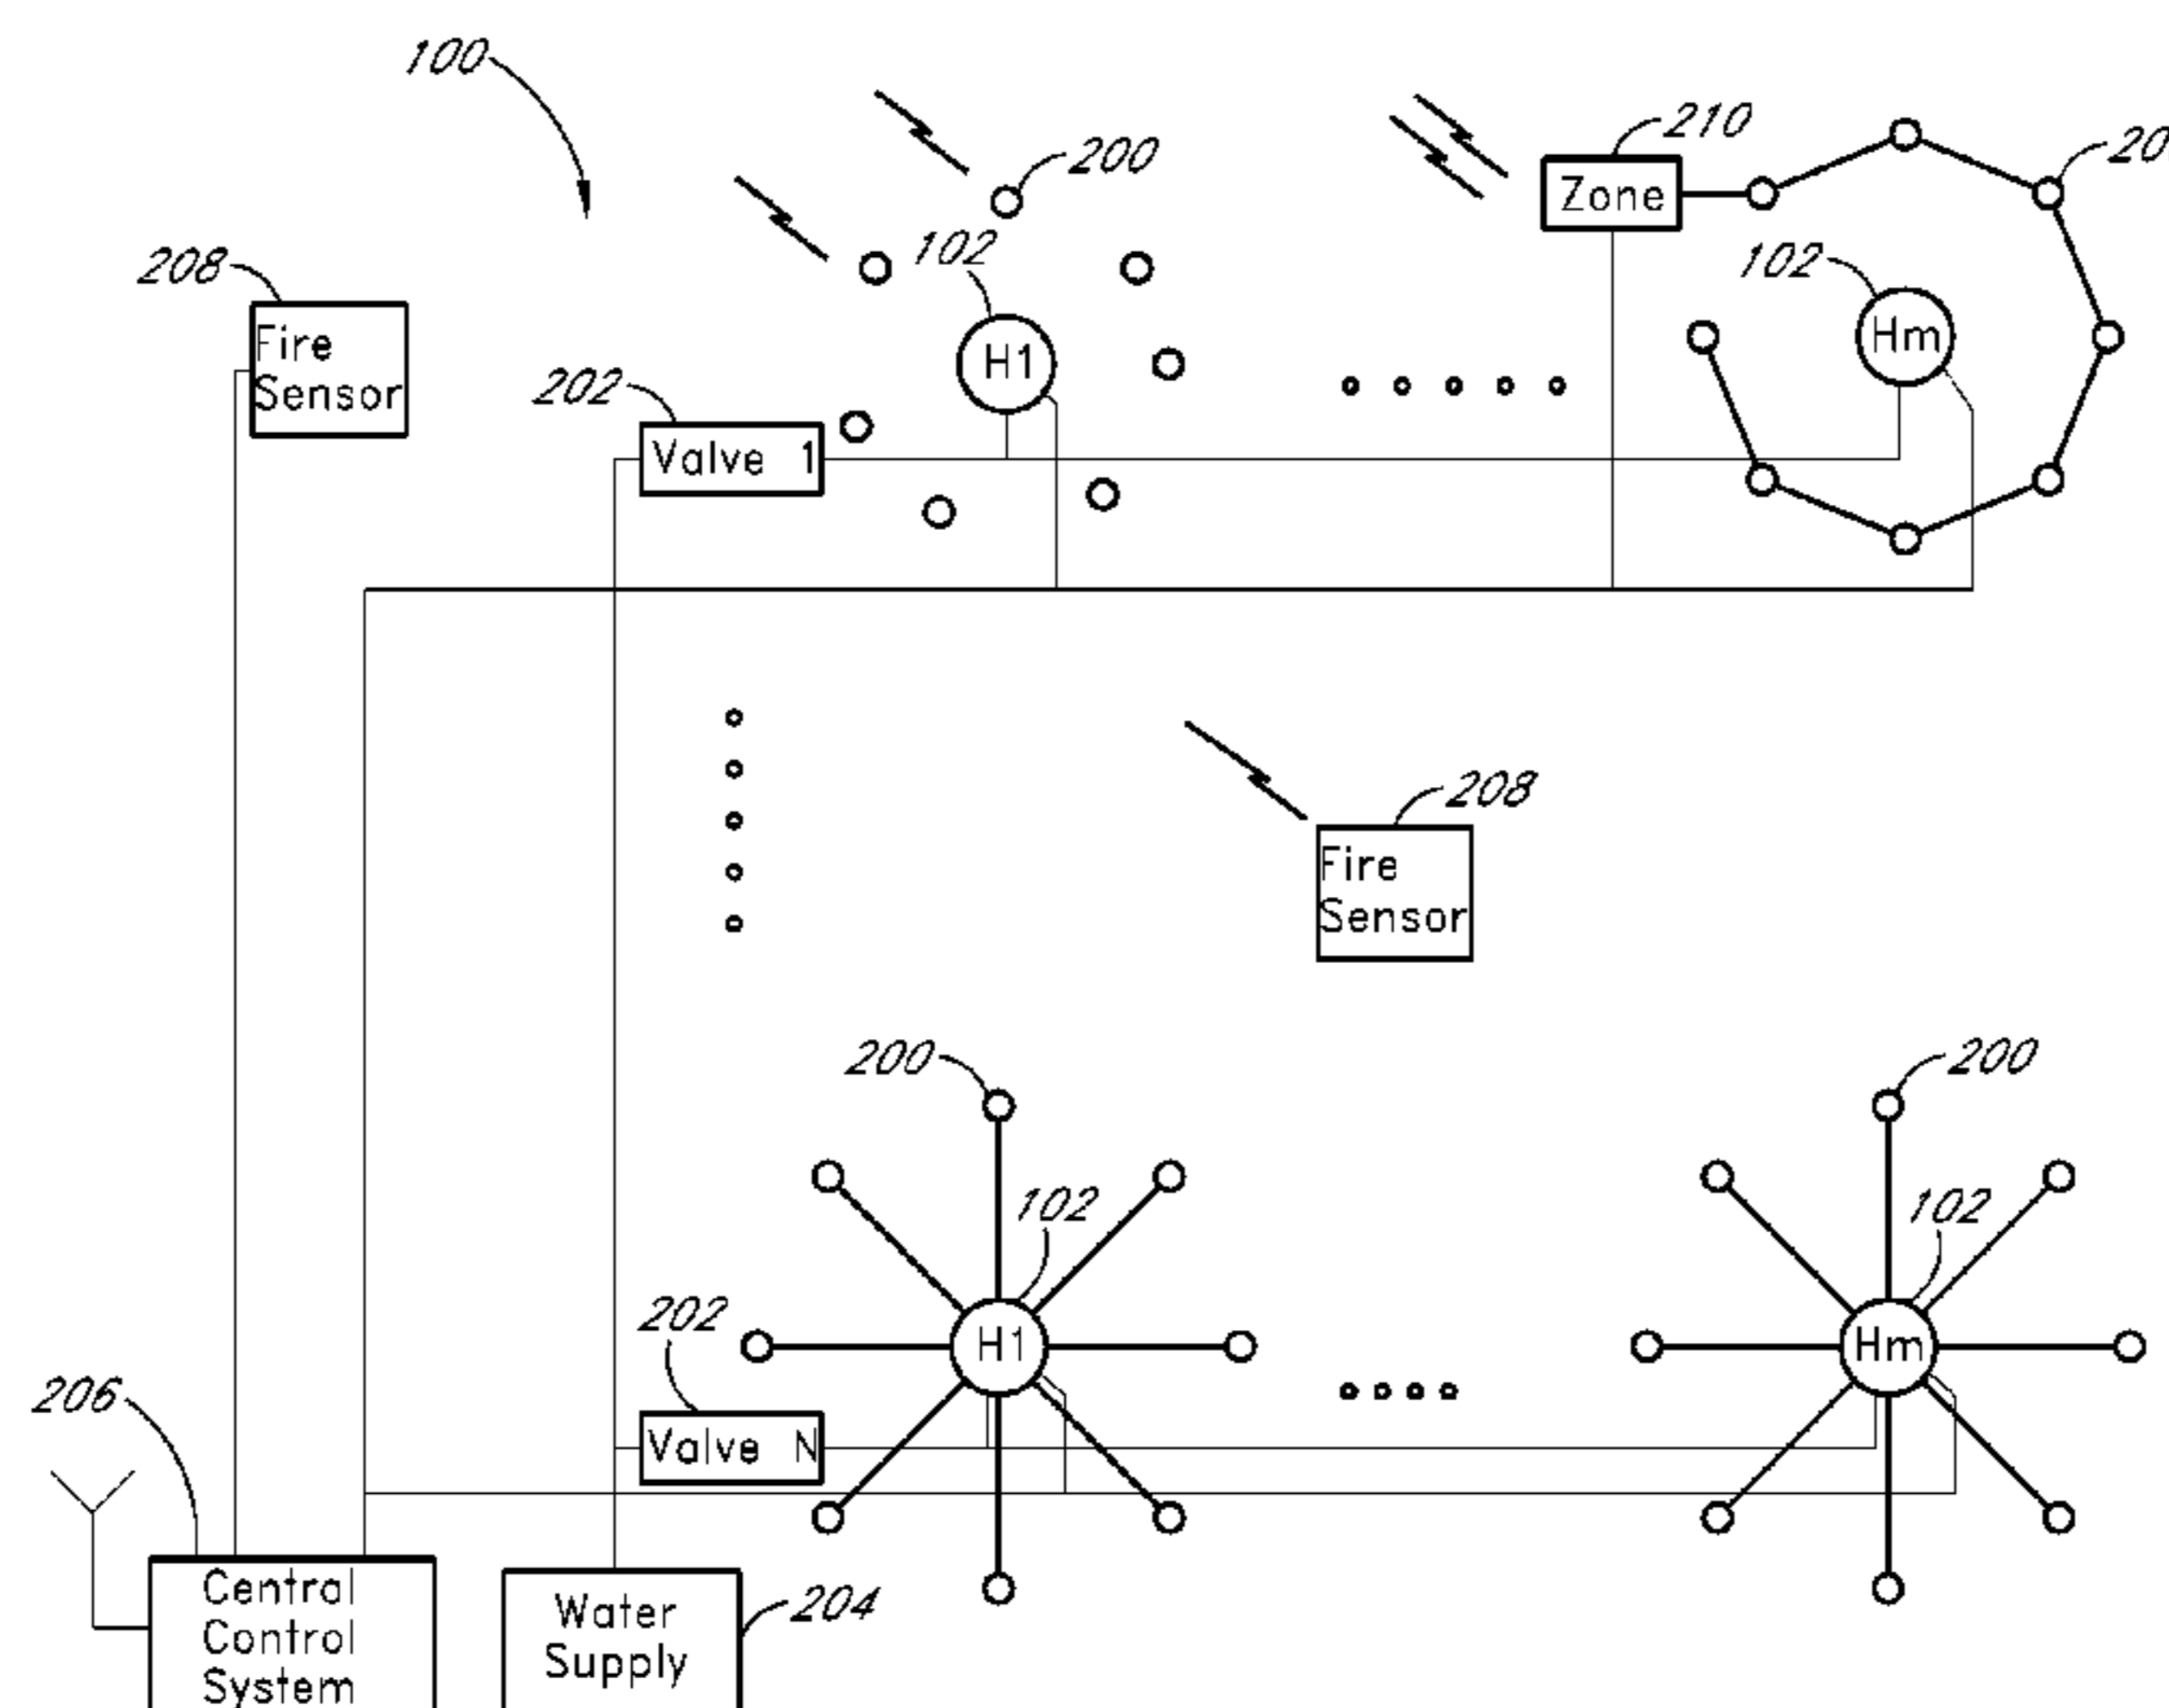 100
200
210
20
102
208
102
Fire
Sensor
202
H1
Hm
Zone
Valve 1
208
Fire
Sensor
200
200
102
102
202
H1
Hm
206
Valve N
Central
Control
System
Water
Supply
204